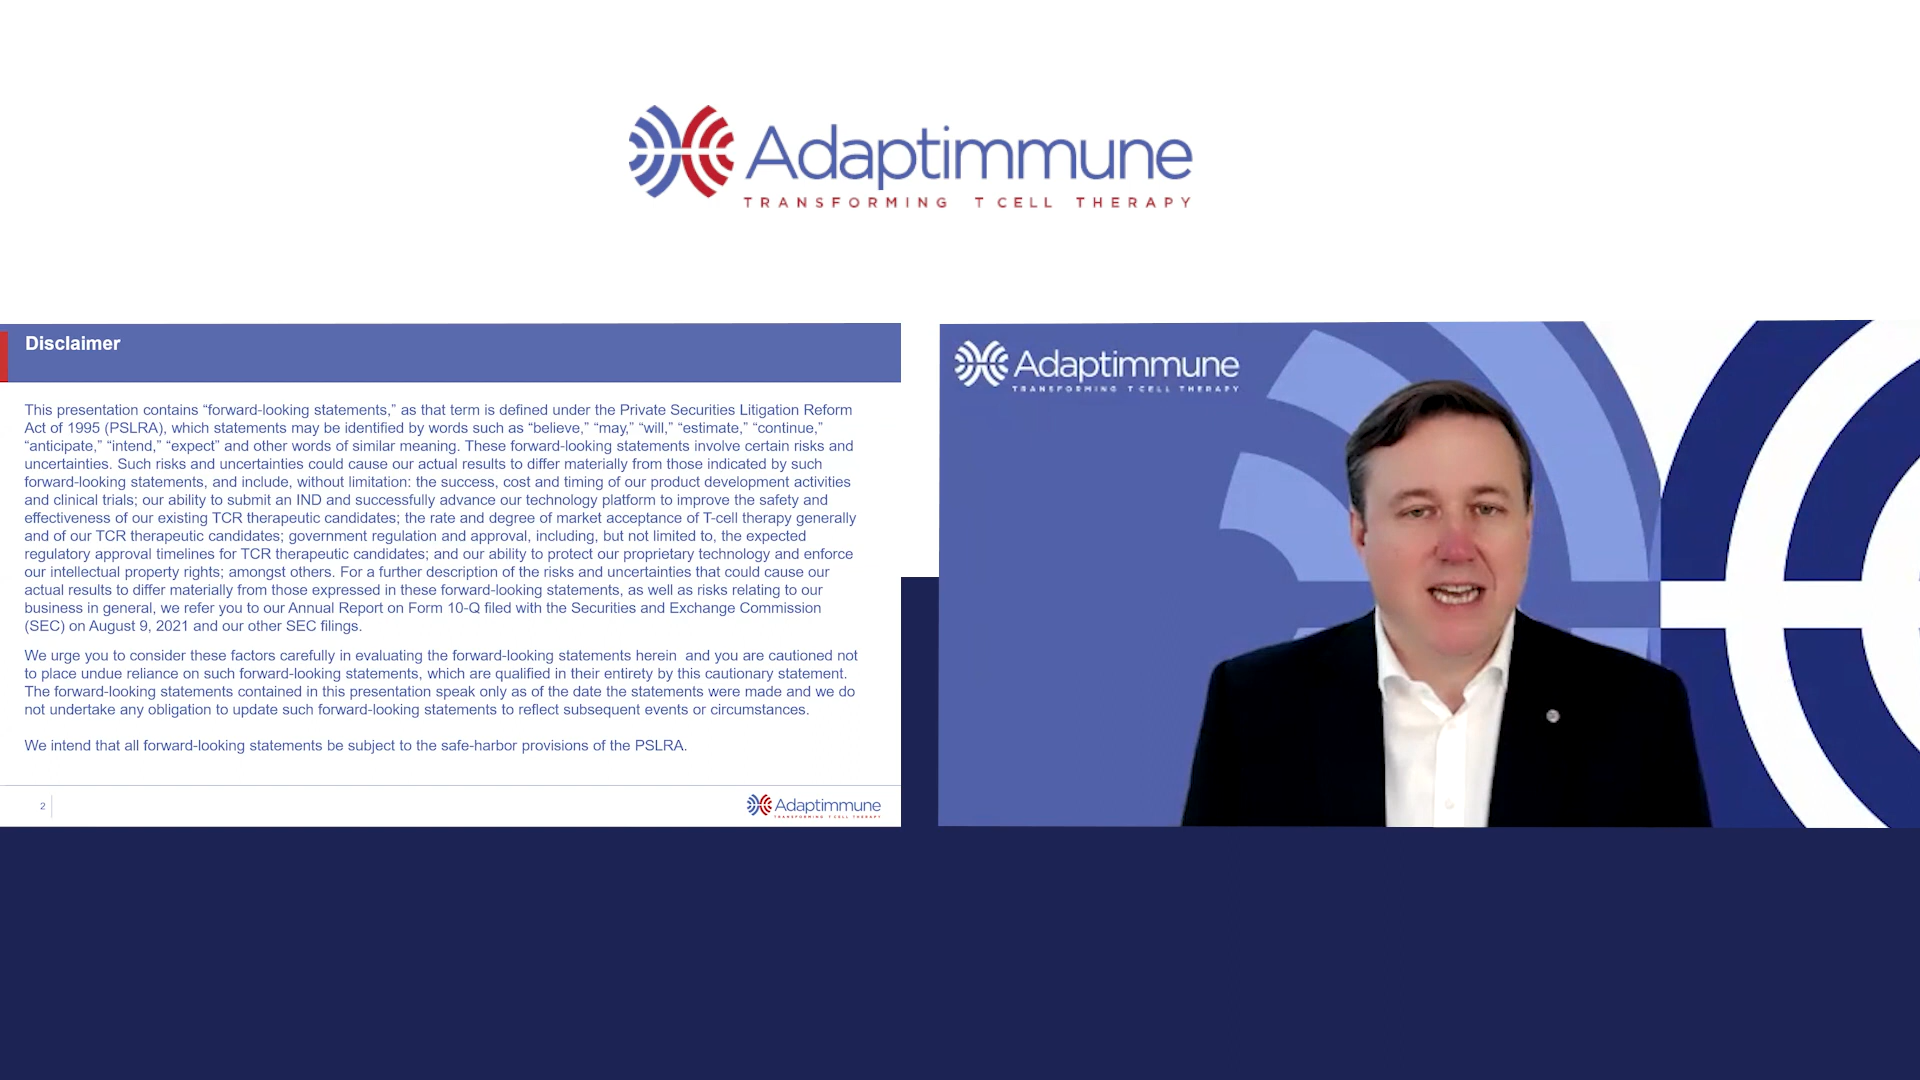 Adaptimmune
TRANSFORMING T CELL THERAPY
Disclaimer
This presentation contains “forward-looking statements,” as that term is defined under the Private Securities Litigation Reform
Act of 1995 (PSLRA), which statements may be identified by words such as “believe,” “may,” “will,” “estimate,” “continue,”
“anticipate,” “intend,” “expect” and other words of similar meaning. These forward-looking statements involve certain risks and
uncertainties. Such risks and uncertainties could cause our actual results to differ materially from those indicated by such
forward-looking statements, and include, without limitation: the success, cost and timing of our product development activities
and clinical trials; our ability to submit an IND and successfully advance our technology platform to improve the safety and
effectiveness of our existing TCR therapeutic candidates; the rate and degree of market acceptance of T-cell therapy generally
and of our TCR therapeutic candidates; government regulation and approval, including, but not limited to, the expected
regulatory approval timelines for TCR therapeutic candidates; and our ability to protect our proprietary technology and enforce
our intellectual property rights; amongst others. For a further description of the risks and uncertainties that could cause our
actual results to differ materially from those expressed in these forward-looking statements, as well as risks relating to our
business in general, we refer you to our Annual Report on Form 10-Q filed with the Securities and Exchange Commission
(SEC) on August 9, 2021 and our other SEC filings.
We urge you to consider these factors carefully in evaluating the forward-looking statements herein and you are cautioned not
to place undue reliance on such forward-looking statements, which are qualified in their entirety by this cautionary statement.
The forward-looking statements contained in this presentation speak only as of the date the statements were made and we do
not undertake any obligation to update such forward-looking statements to reflect subsequent events or circumstances.
We intend that all forward-looking statements be subject to the safe-harbor provisions of the PSLRA.
2
Adaptimmune
TRANSFORMING T CELL THERAPY
Adaptimmune
TRANSFORMING T CELL THERAPY